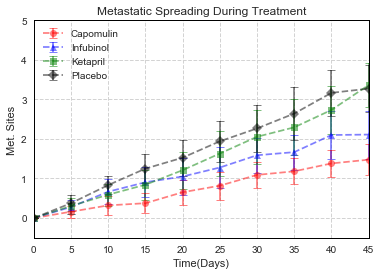 Metastatic Spreading During Treatment
5
4
3
2
1
0
Met. Sites
Capomulin
Infubinol
Ketapril
Placebo
0 5 10 15 20 25 30 35 40 45
Time(Days)